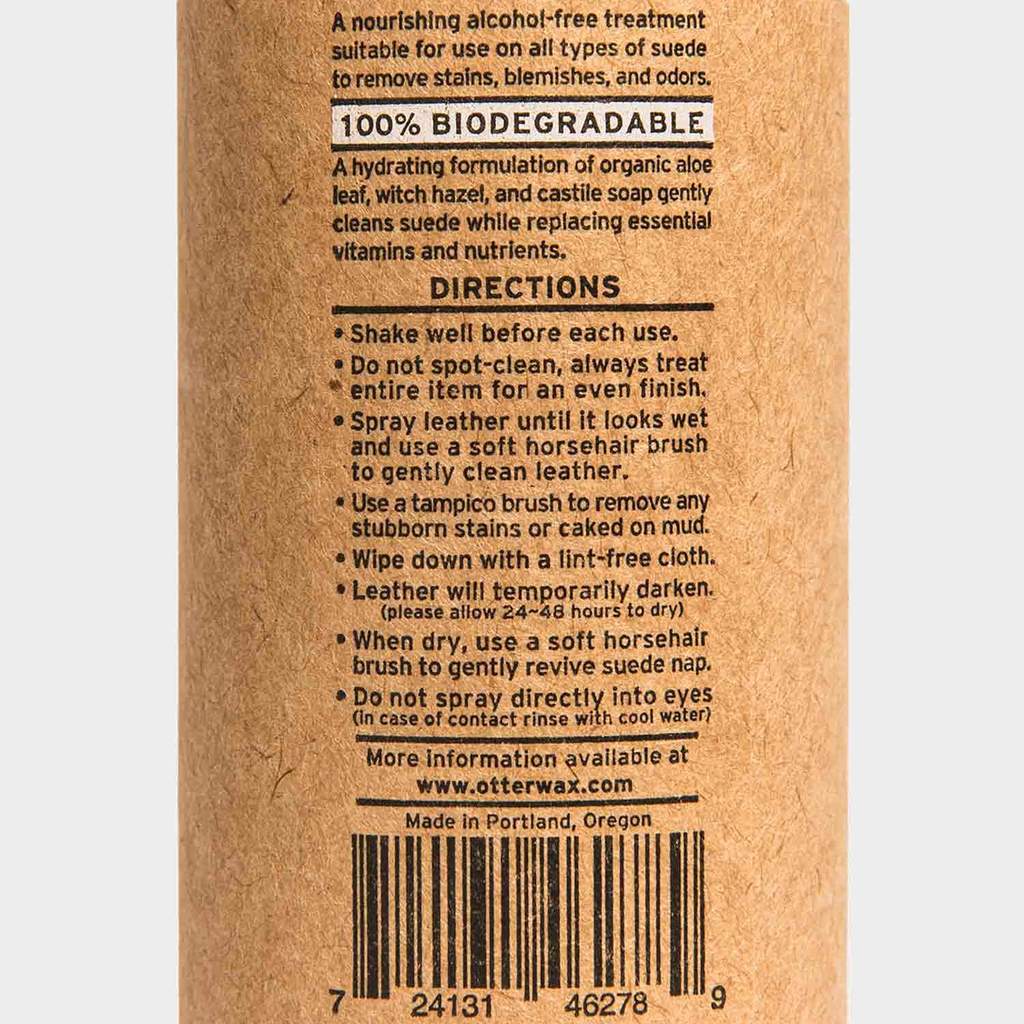 A nourishing alcohol-free treatment
suitable for use on all types of suede
to remove stains, blemishes, and odors.
100% BIODEGRADABLE
A hydrating formulation of organic aloe
leaf, witch hazel, and castile soap gently
cleans suede while replacing essential
vitamins and nutrients.
DIRECTIONS
• Shake well before each use.
• Do not spot-clean, always treat
entire item for an even finish.
• Spray leather until it looks wet
and use a soft horsehair brush
to gently clean leather.
• Use a tampico brush to remove any
stubborn stains or caked on mud.
• Wipe down with a lint-free cloth.
• Leather will temporarily darken.
(please allow 24~48 hours to dry)
• When dry, use a soft horsehair
brush to gently revive suede nap.
• Do not spray directly into eyes
(in case of contact rinse with cool water)
More information available at
www.otterwax.com
Made in Portland, Oregon
7 24131 46278 9